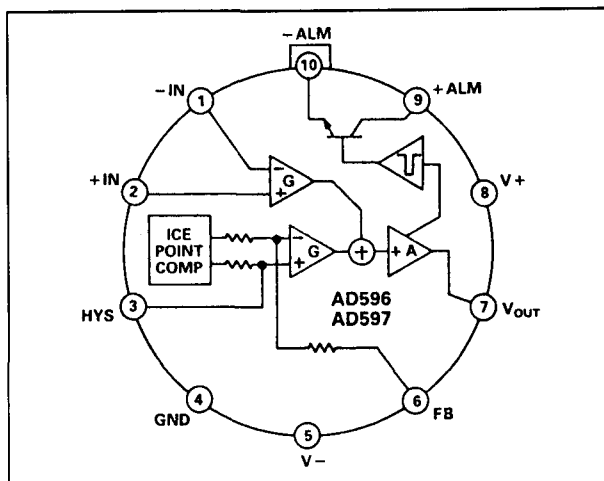 -ALM
10
-IN
1
9
+ALM
+IN
2
- G +
8
V+
ICE
POINT
COMP
- G +
+
+ A
3
HYS
AD596
AD597
7
VOUT
4
GND
5
V-
6
FB